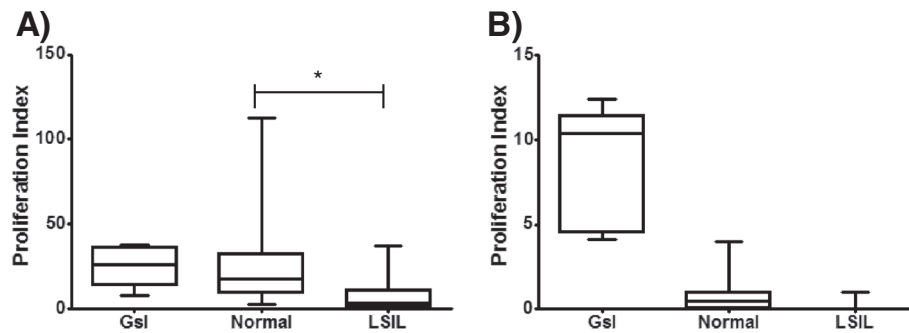 A)
Proliferation Index
150
100
50
0
*
Gsl
Normal
LSIL
B)
Proliferation Index
15
10
5
0
Gsl
Normal
LSIL